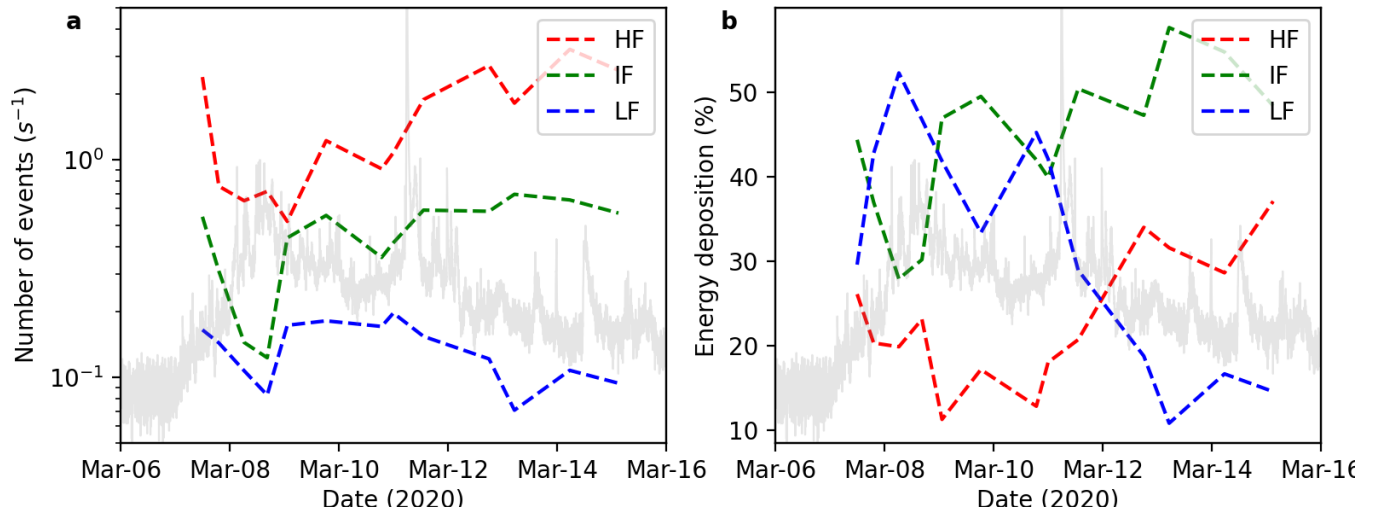 a
HF
IF
LF
Number of events (s⁻¹)
10⁰
10⁻¹
Mar-06 Mar-08 Mar-10 Mar-12 Mar-14 Mar-16
Date (2020)
b
HF
IF
LF
Energy deposition (%)
50
40
30
20
10
Mar-06 Mar-08 Mar-10 Mar-12 Mar-14 Mar-16
Date (2020)